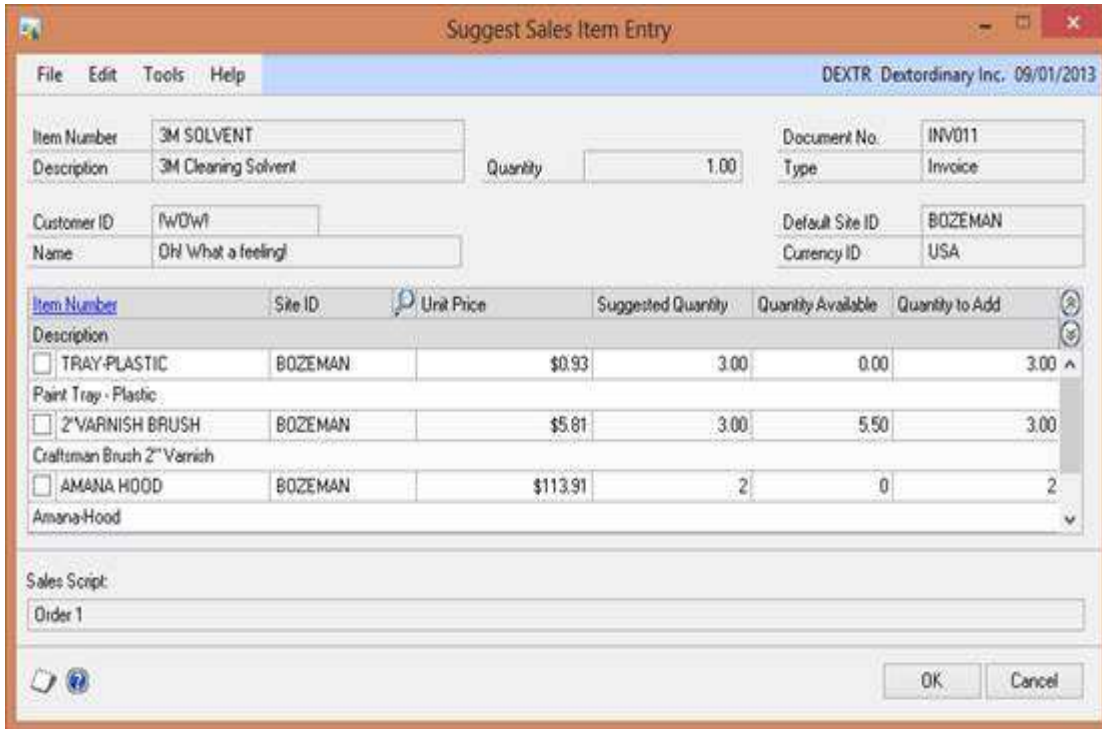 Suggest Sales Item Entry
File Edit Tools Help DEXTR Dextordinary Inc. 09/01/2013
Item Number 3M SOLVENT Document No. INV011
Description 3M Cleaning Solvent Quantity 1.00 Type Invoice
Customer ID !WOW! Default Site ID BOZEMAN
Name Oh! What a feeling! Currency ID USA
Item Number Site ID Unit Price Suggested Quantity Quantity Available Quantity to Add
Description
TRAY-PLASTIC BOZEMAN $0.93 3.00 0.00 3.00
Paint Tray - Plastic
2"VARNISH BRUSH BOZEMAN $5.81 3.00 5.50 3.00
Craftsman Brush 2" Varnish
AMANA HOOD BOZEMAN $113.91 2 0 2
Amana-Hood
Sales Script:
Order 1
OK Cancel